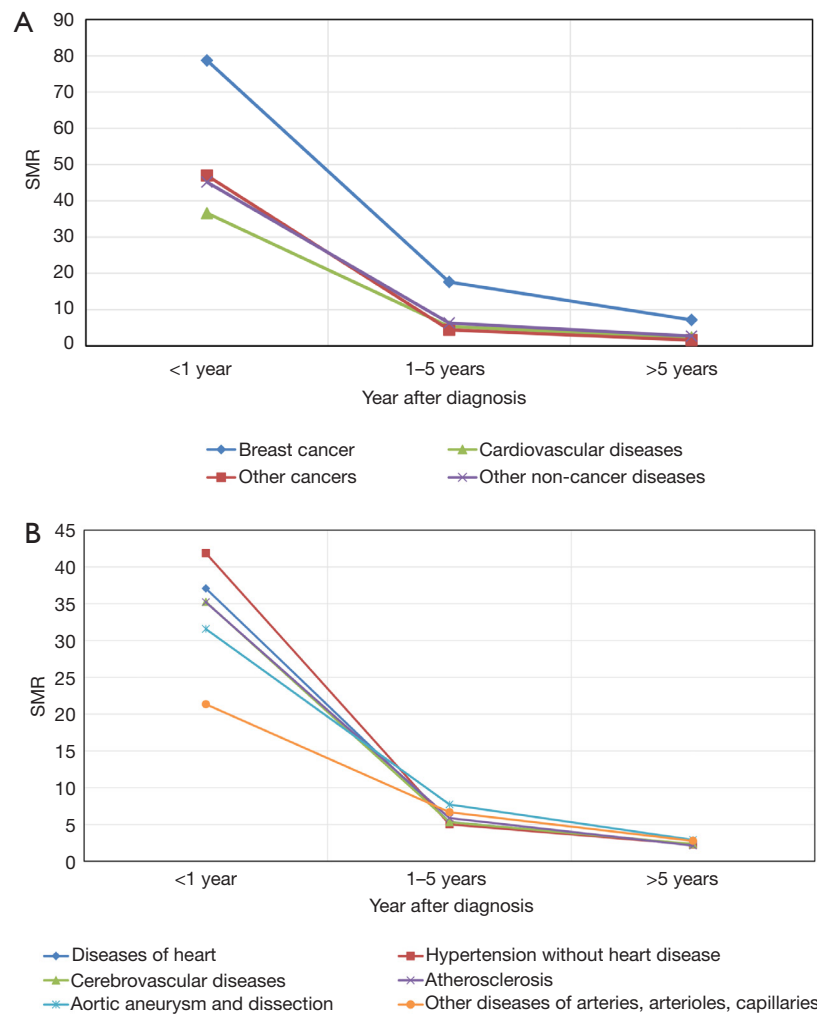 A
90
80
70
60
50
40
30
20
10
0
SMR
<1 year 1–5 years >5 years
Year after diagnosis
Breast cancer Cardiovascular diseases
Other cancers Other non-cancer diseases
B
45
40
35
30
25
20
15
10
5
0
SMR
<1 year 1–5 years >5 years
Year after diagnosis
Diseases of heart Hypertension without heart disease
Cerebrovascular diseases Atherosclerosis
Aortic aneurysm and dissection Other diseases of arteries, arterioles, capillaries